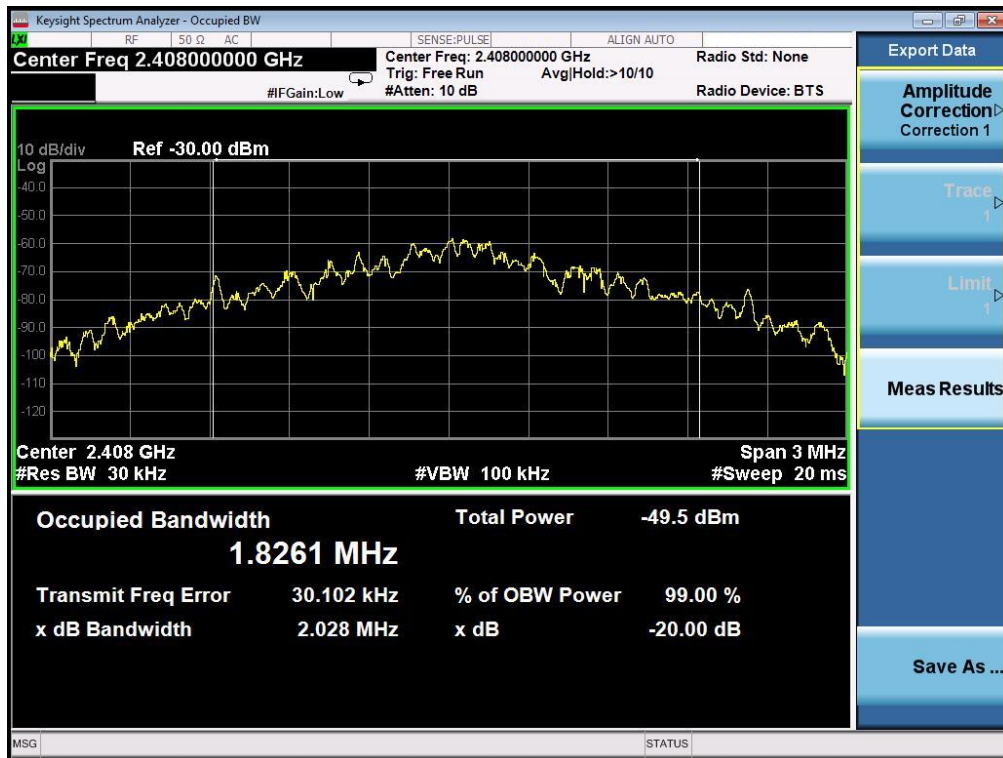 Keysight Spectrum Analyzer - Occupied BW
LXI RF 50 Ω AC SENSE:PULSE ALIGN AUTO
Center Freq 2.408000000 GHz
Center Freq: 2.408000000 GHz Radio Std: None
Trig: Free Run Avg|Hold:>10/10
#IFGain:Low #Atten: 10 dB Radio Device: BTS
10 dB/div Ref -30.00 dBm
Log
-40.0
-50.0
-60.0
-70.0
-80.0
-90.0
-100
-110
-120
Center 2.408 GHz Span 3 MHz
#Res BW 30 kHz #VBW 100 kHz #Sweep 20 ms
Occupied Bandwidth Total Power -49.5 dBm
1.8261 MHz
Transmit Freq Error 30.102 kHz % of OBW Power 99.00 %
x dB Bandwidth 2.028 MHz x dB -20.00 dB
MSG STATUS
Export Data
Amplitude
Correction
Correction 1
Trace
1
Limit
1
Meas Results
Save As ...